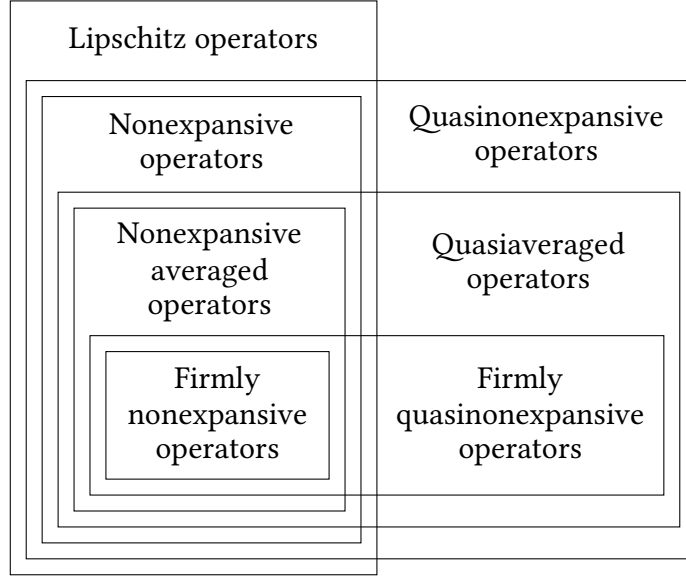 Lipschitz operators
Nonexpansive
operators
Quasinonexpansive
operators
Nonexpansive
averaged
operators
Quasiaveraged
operators
Firmly
nonexpansive
operators
Firmly
quasinonexpansive
operators